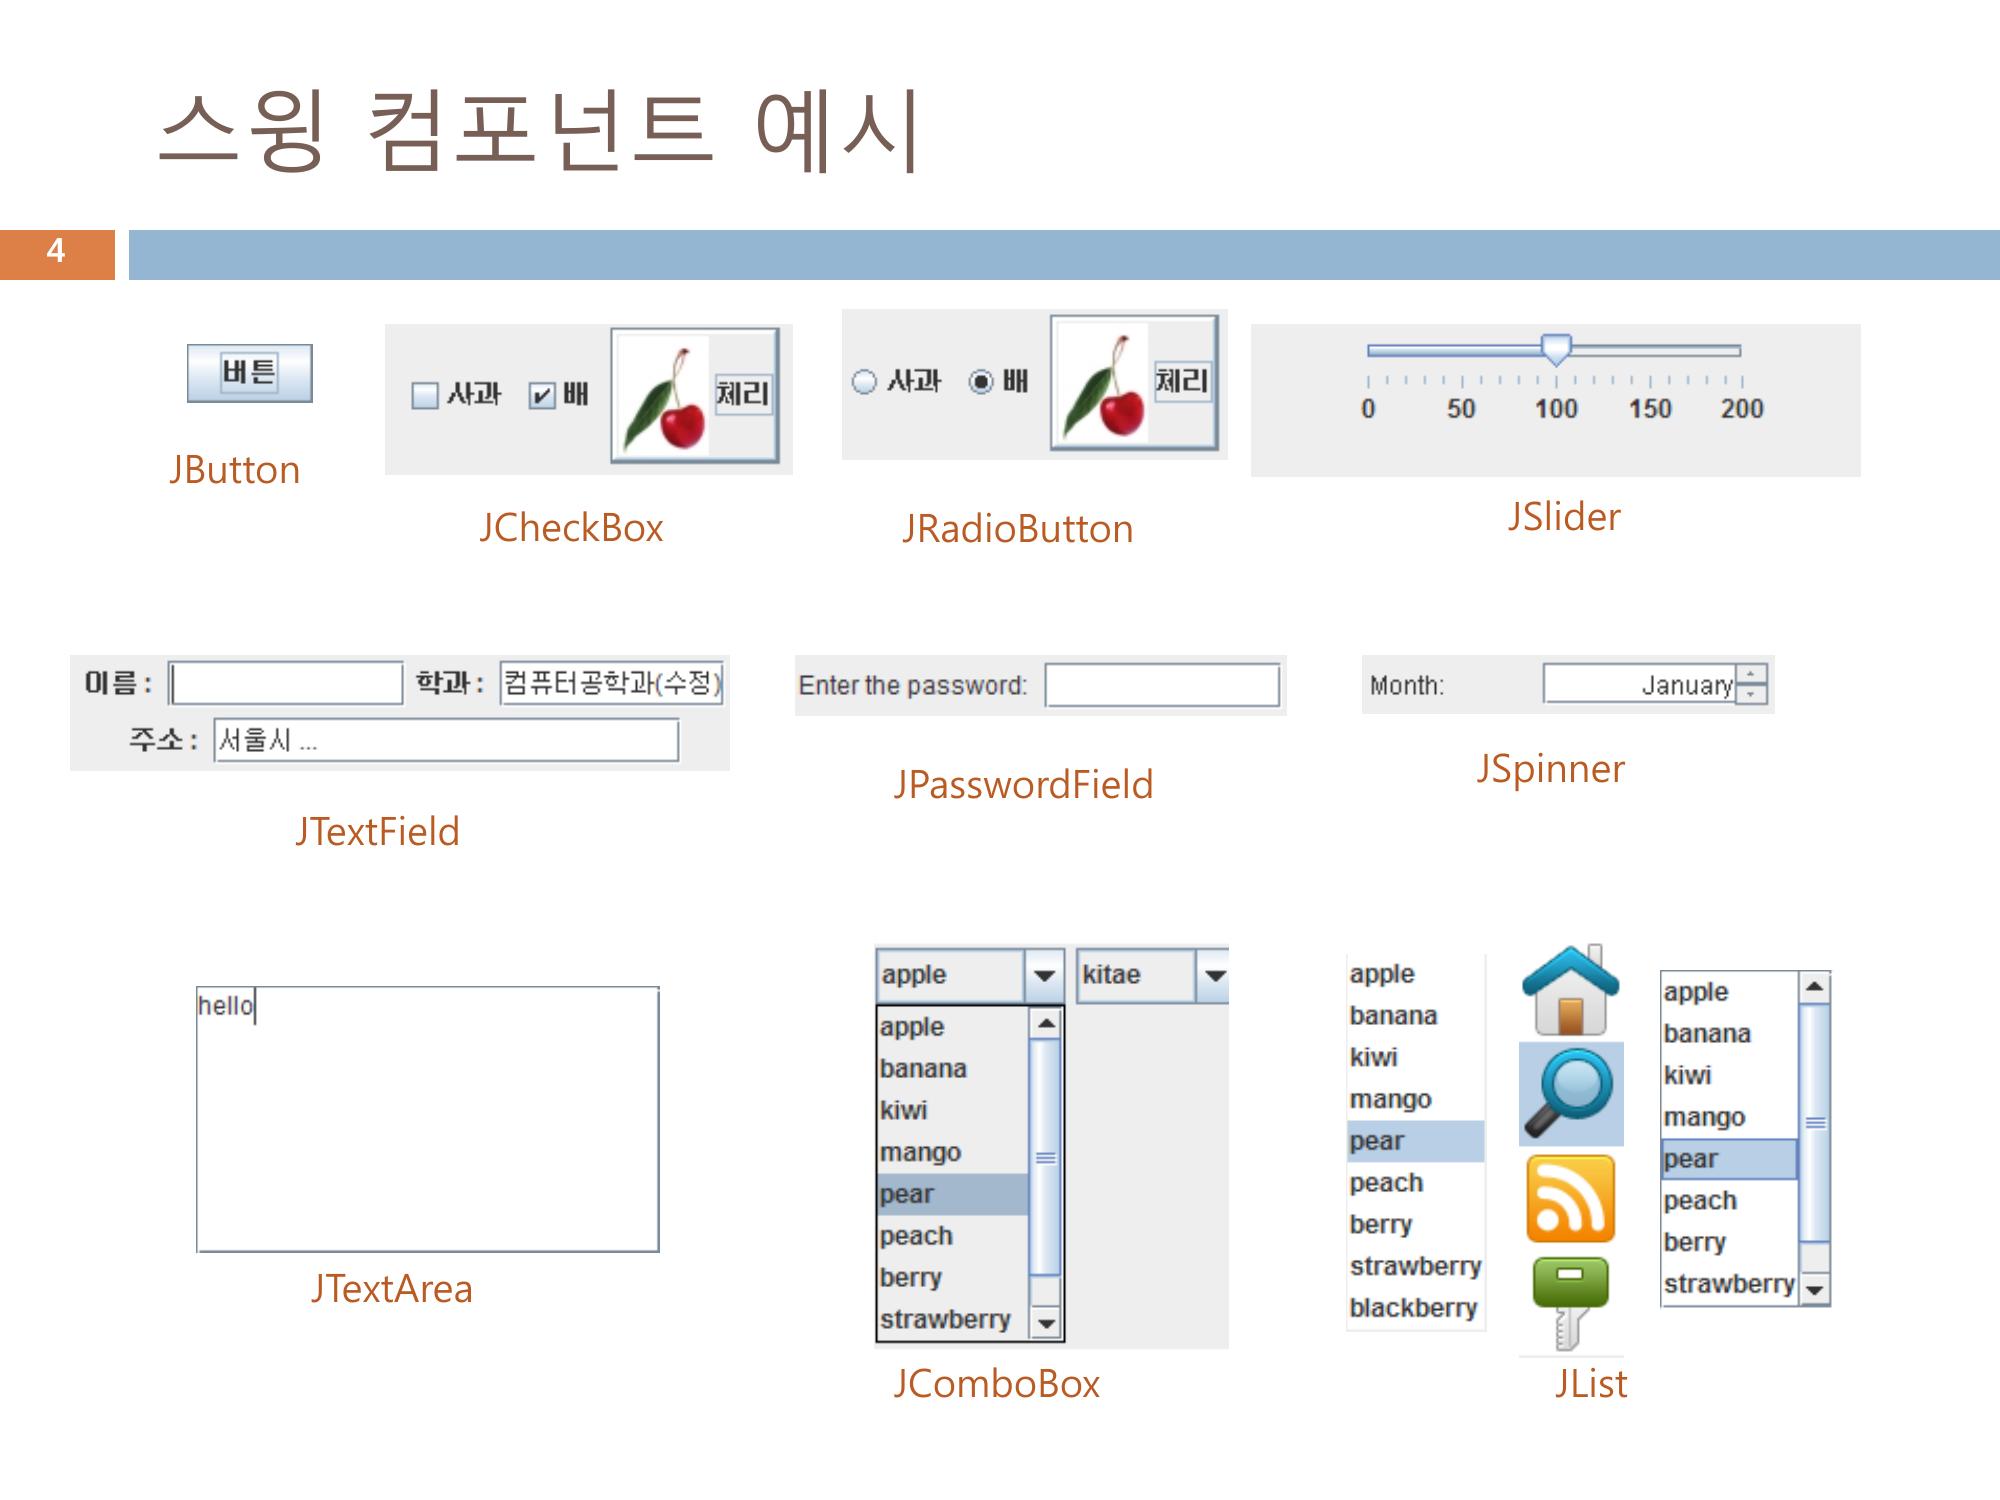 스윙 컴포넌트 예시
4
버튼
JButton
사과 배 체리
JCheckBox
사과 배 체리
JRadioButton
0 50 100 150 200
JSlider
이름 : 학과 : 컴퓨터공학과(수정)
주소 : 서울시 ...
JTextField
Enter the password:
JPasswordField
Month: January
JSpinner
hello
JTextArea
apple kitae
apple
banana
kiwi
mango
pear
peach
berry
strawberry
JComboBox
apple
banana
kiwi
mango
pear
peach
berry
strawberry
blackberry
apple
banana
kiwi
mango
pear
peach
berry
strawberry
JList